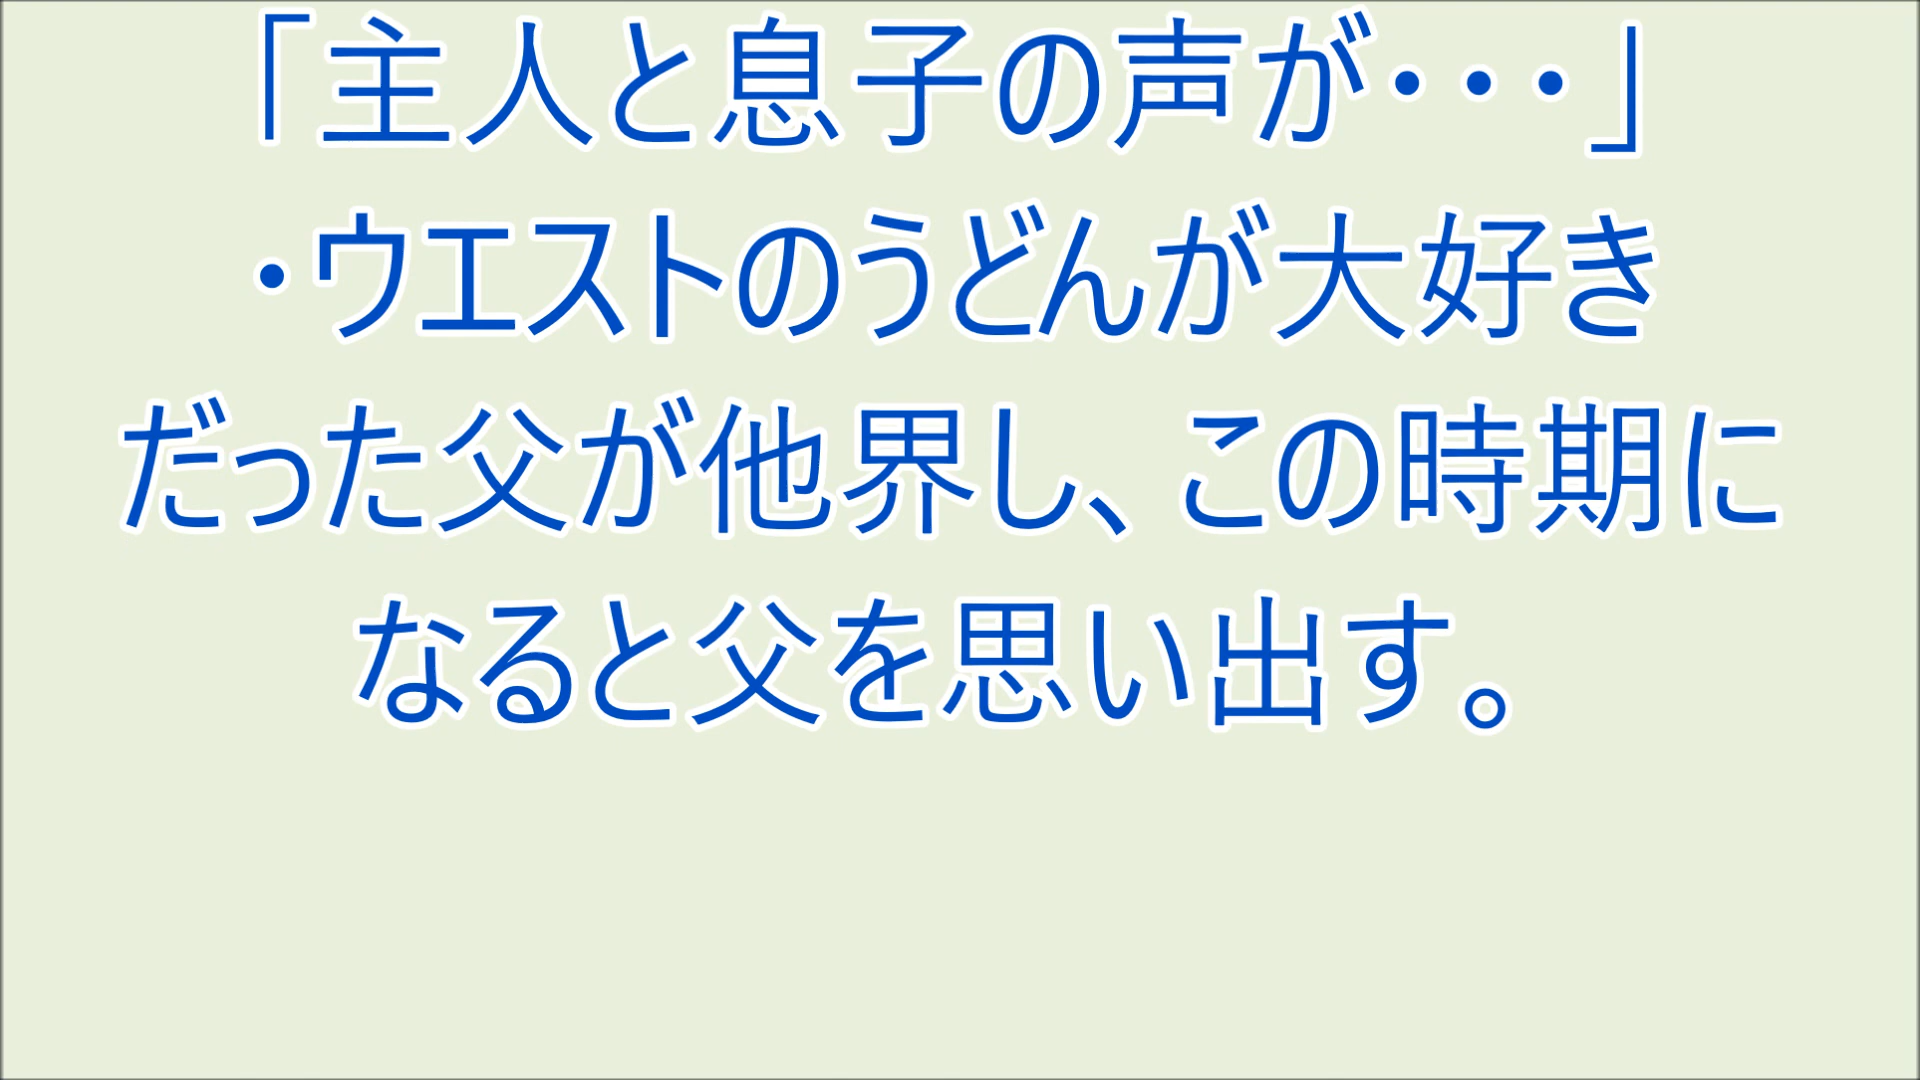 「主人と息子の声が・・・」
・ウエストのうどんが大好き
だった父が他界し、この時期に
なると父を思い出す。